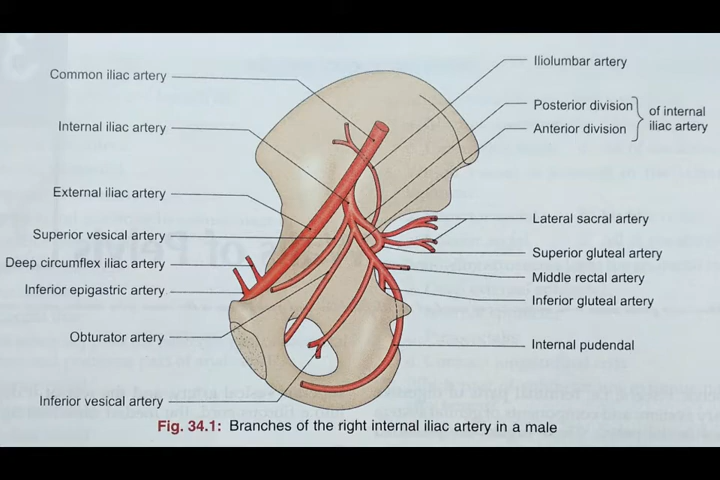 Common iliac artery
Internal iliac artery
External iliac artery
Superior vesical artery
Deep circumflex iliac artery
Inferior epigastric artery
Obturator artery
Inferior vesical artery
Iliolumbar artery
Posterior division
Anterior division
of internal
iliac artery
Lateral sacral artery
Superior gluteal artery
Middle rectal artery
Inferior gluteal artery
Internal pudendal
Fig. 34.1: Branches of the right internal iliac artery in a male